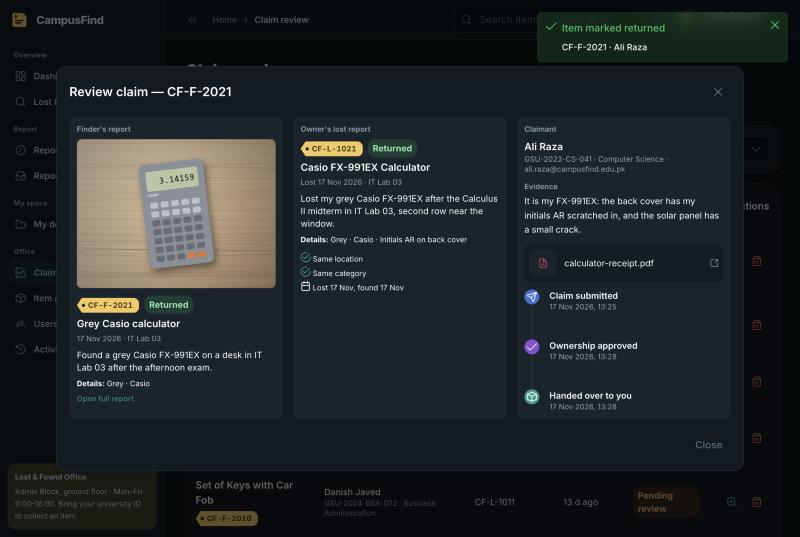 CampusFind
Home > Claim review
Search items
Item marked returned
CF-F-2021 · Ali Raza
Overview
Lost &
Report
My space
Office
Item
Users
Review claim — CF-F-2021
Finder's report
3.14159
CASIO
CF-F-2021
Returned
Grey Casio calculator
17 Nov 2026 · IT Lab 03
Found a grey Casio FX-991EX on a desk in IT
Lab 03 after the afternoon exam.
Details: Grey · Casio
Open full report
Owner's lost report
CF-L-1021
Returned
Casio FX-991EX Calculator
Lost 17 Nov 2026 · IT Lab 03
Lost my grey Casio FX-991EX after the Calculus
II midterm in IT Lab 03, second row near the
window.
Details: Grey · Casio · Initials AR on back cover
Same location
Same category
Lost 17 Nov, found 17 Nov
Claimant
Ali Raza
GSU-2023-CS-041 · Computer Science ·
ali.raza@campusfind.edu.pk
Evidence
It is my FX-991EX: the back cover has my
initials AR scratched in, and the solar panel has
a small crack.
calculator-receipt.pdf
Claim submitted
17 Nov 2026, 13:25
Ownership approved
17 Nov 2026, 13:28
Handed over to you
17 Nov 2026, 13:28
Close
Lost & Found Office
Admin Block, ground floor · Mon–Fri
9:00–16:00. Bring your university ID
to collect an item.
Set of Keys with Car
Fob
CF-F-2010
Danish Javed
GSU-2024-BBA-072 · Business
Administration
CF-L-1011
13 d ago
Pending
review